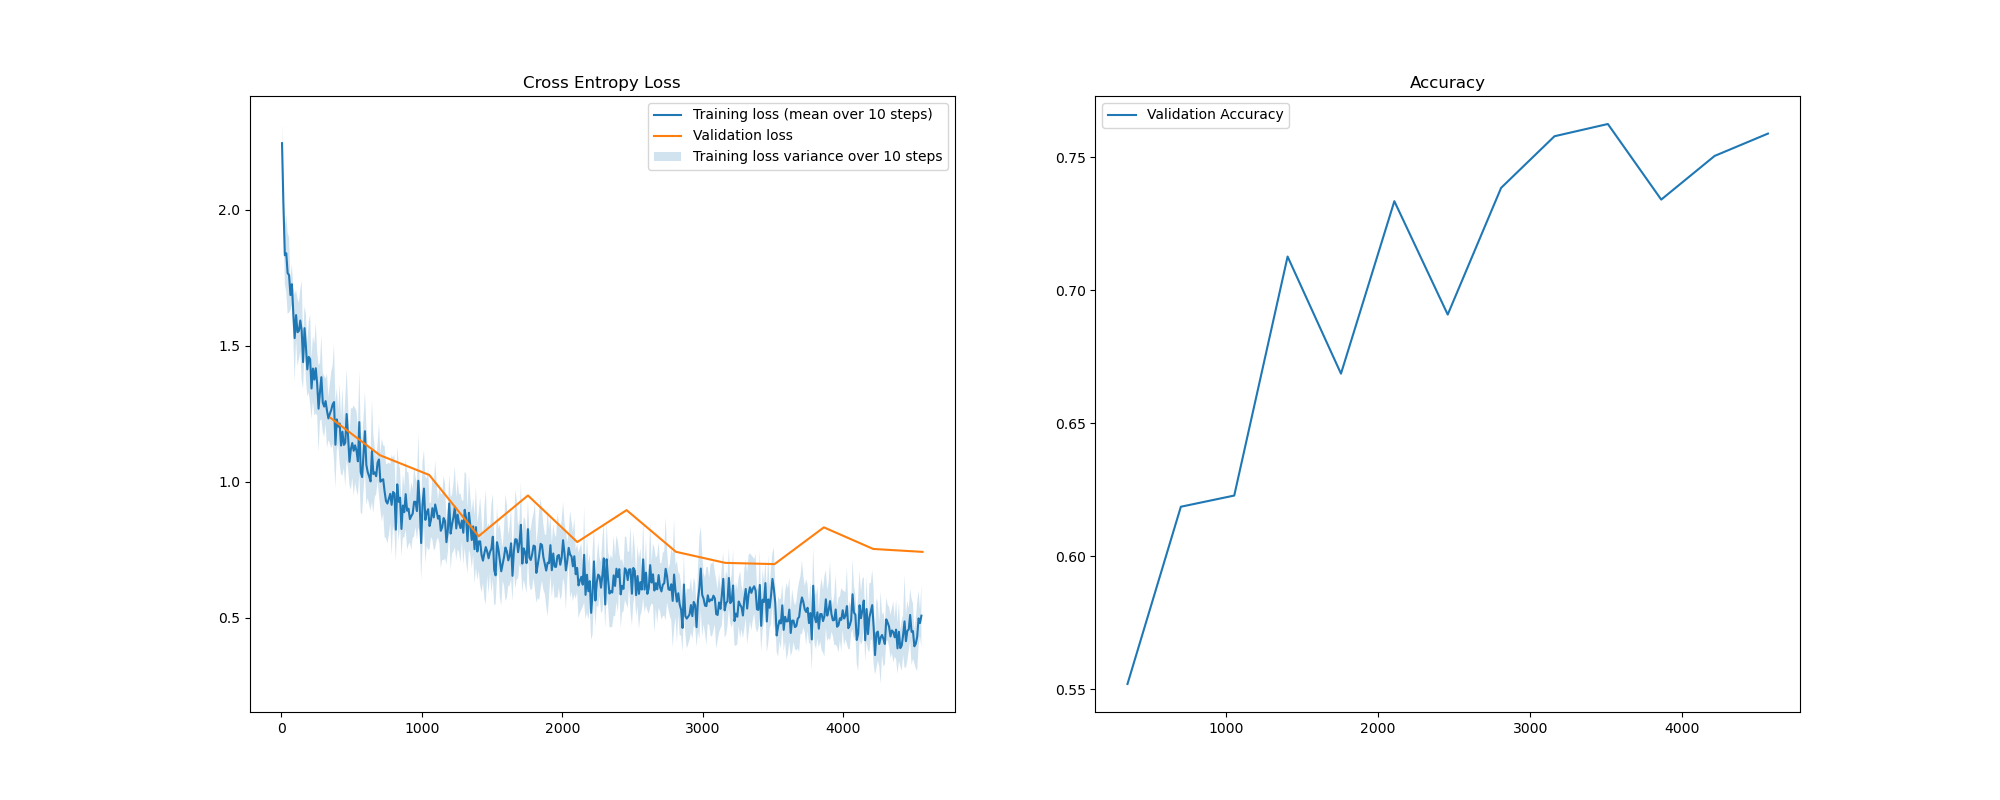 Cross Entropy Loss
Training loss (mean over 10 steps)
Validation loss
Training loss variance over 10 steps
2.0
1.5
1.0
0.5
0 1000 2000 3000 4000
Accuracy
Validation Accuracy
0.75
0.70
0.65
0.60
0.55
1000 2000 3000 4000